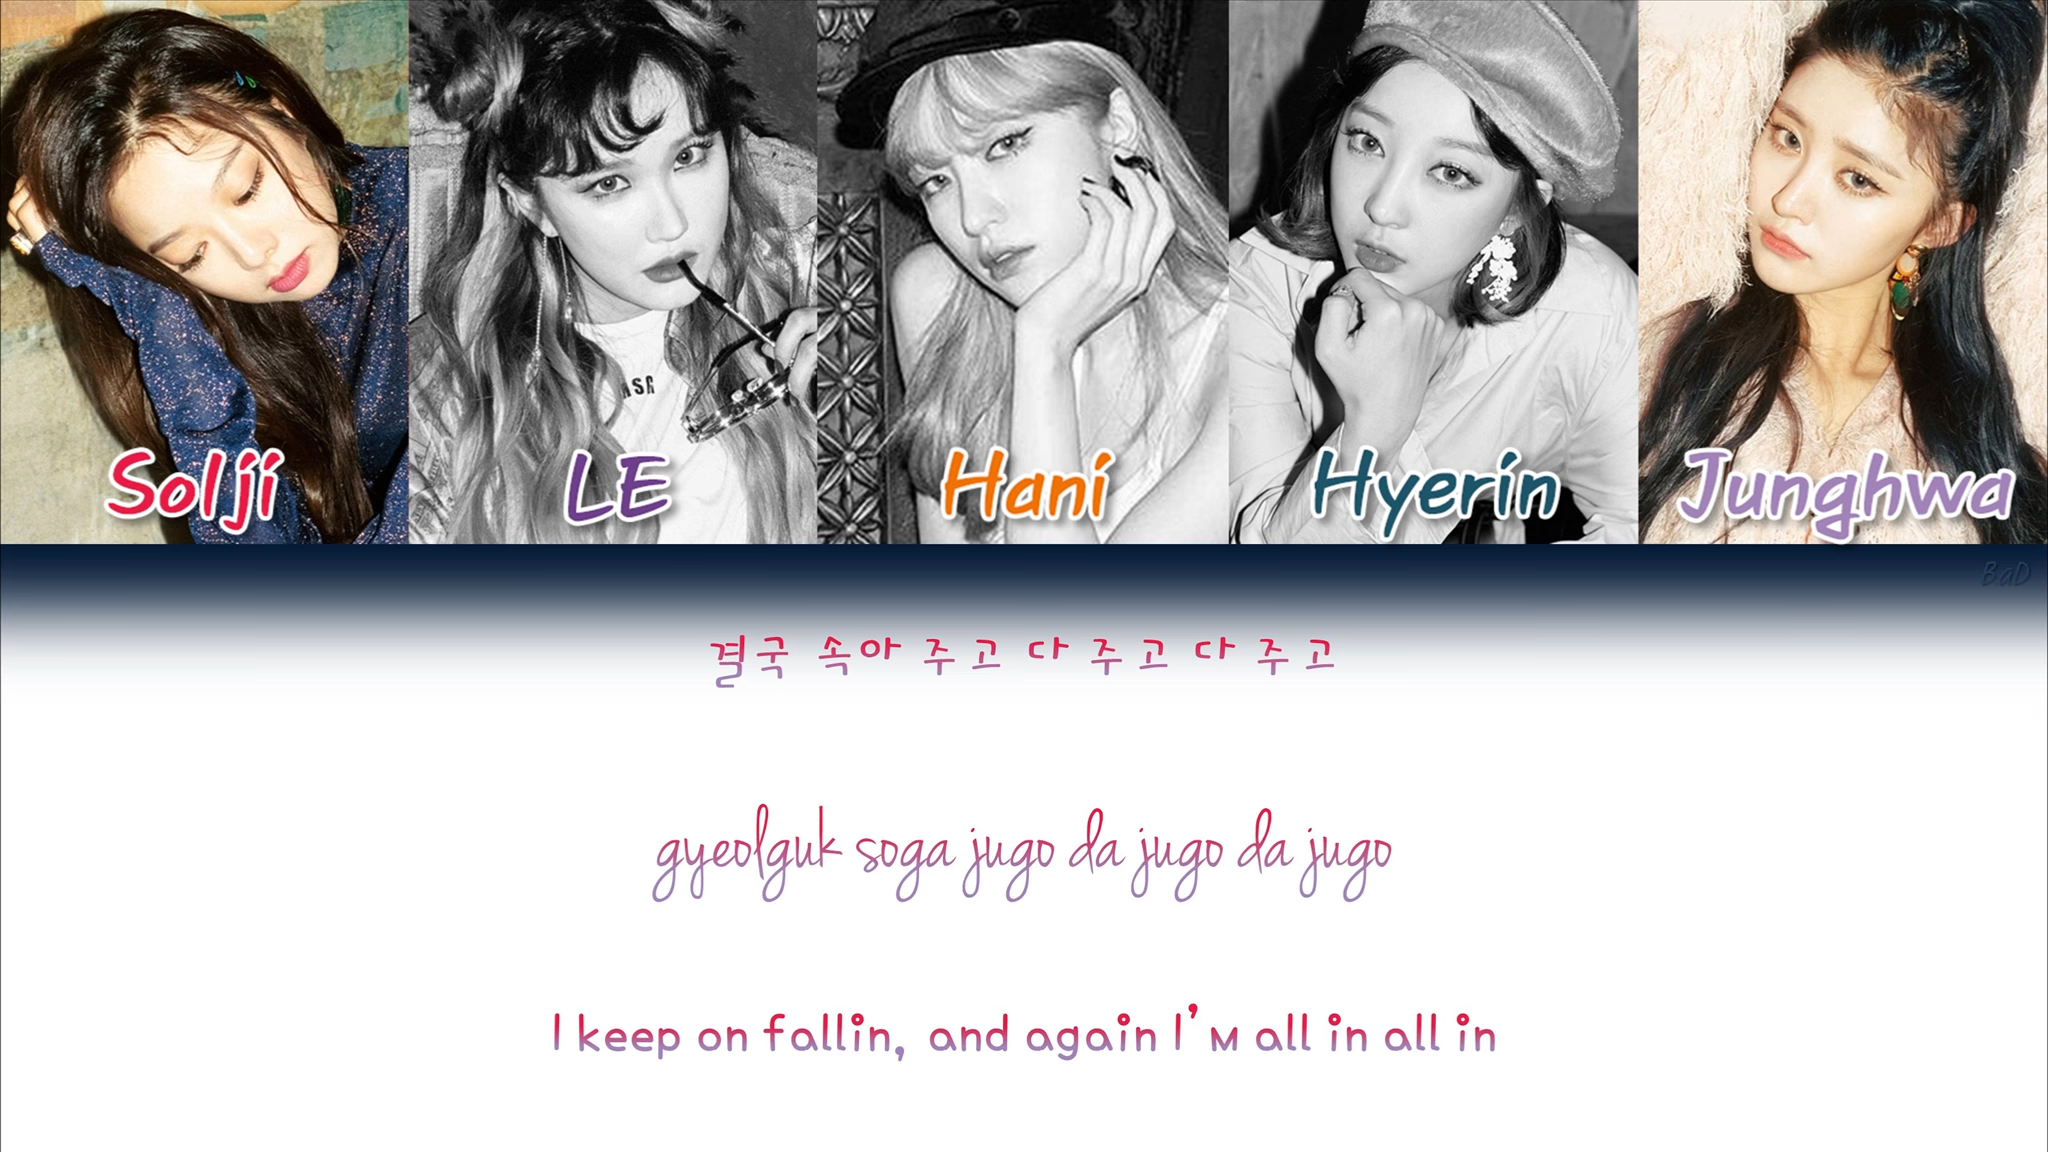 Solji LE Hani Hyerin Junghwa
BaD
결국 속아 주고 다 주고 다 주고
gyeolguk soga jugo da jugo da jugo
I keep on fallin, and again I'M all in all in